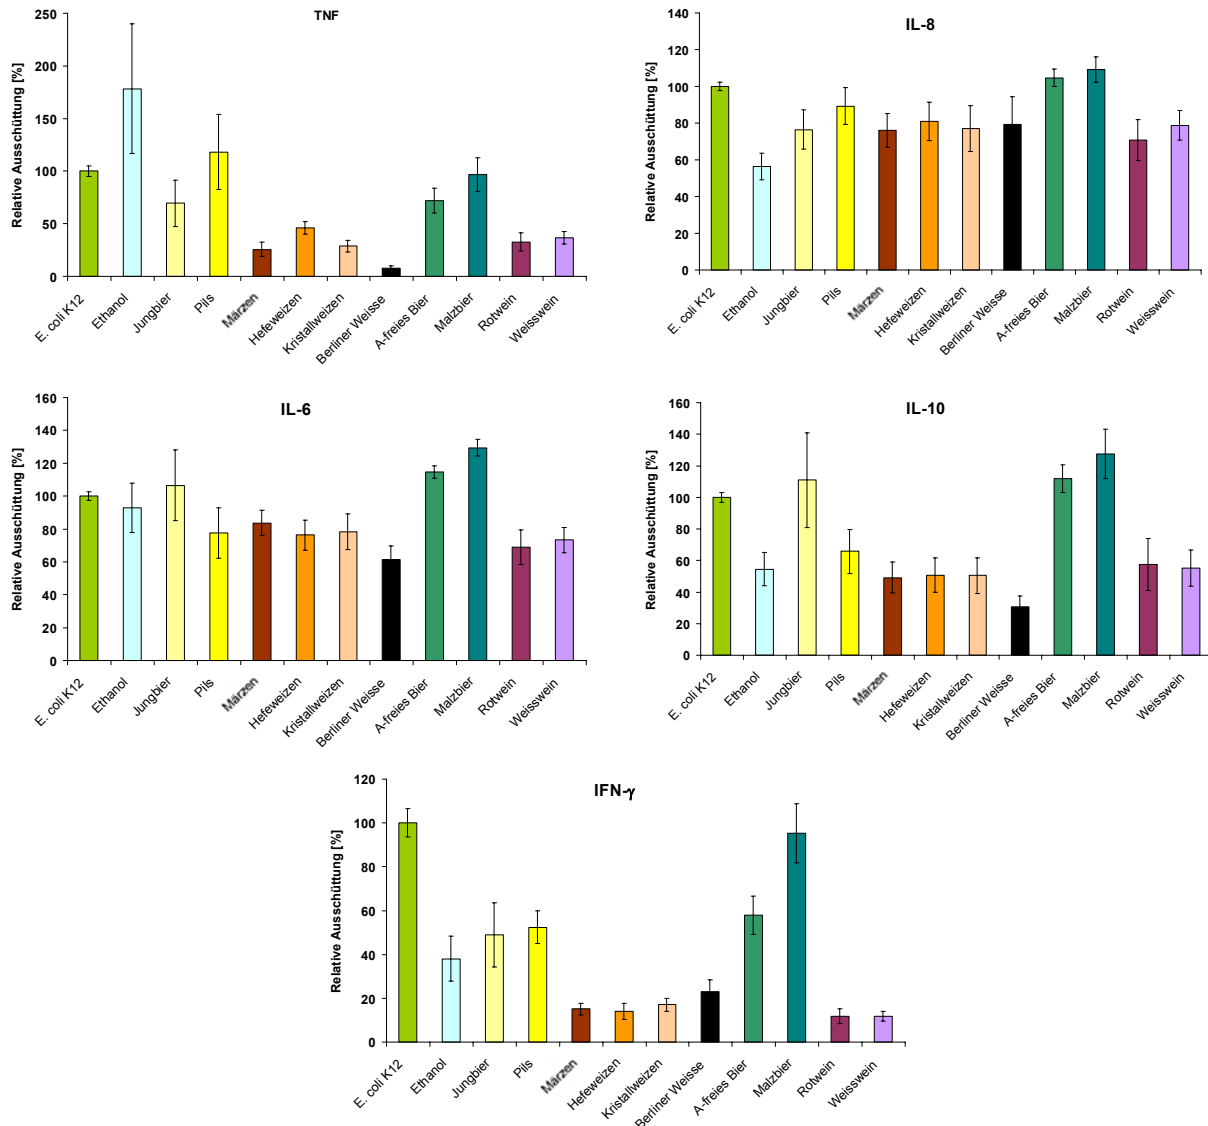 TNF
Relative Ausschüttung [%]
250
200
150
100
50
0
E. coli K12
Ethanol
Jungbier
Pils
Märzen
Hefeweizen
Kristallweizen
Berliner Weisse
A-freies Bier
Malzbier
Rotwein
Weisswein
IL-8
Relative Ausschüttung [%]
140
120
100
80
60
40
20
0
E. coli K12
Ethanol
Jungbier
Pils
Märzen
Hefeweizen
Kristallweizen
Berliner Weisse
A-freies Bier
Malzbier
Rotwein
Weisswein
IL-6
Relative Ausschüttung [%]
160
140
120
100
80
60
40
20
0
E. coli K12
Ethanol
Jungbier
Pils
Märzen
Hefeweizen
Kristallweizen
Berliner Weisse
A-freies Bier
Malzbier
Rotwein
Weisswein
IL-10
Relative Ausschüttung [%]
160
140
120
100
80
60
40
20
0
E. coli K12
Ethanol
Jungbier
Pils
Märzen
Hefeweizen
Kristallweizen
Berliner Weisse
A-freies Bier
Malzbier
Rotwein
Weisswein
IFN-γ
Relative Ausschüttung [%]
120
100
80
60
40
20
0
E. coli K12
Ethanol
Jungbier
Pils
Märzen
Hefeweizen
Kristallweizen
Berliner Weisse
A-freies Bier
Malzbier
Rotwein
Weisswein